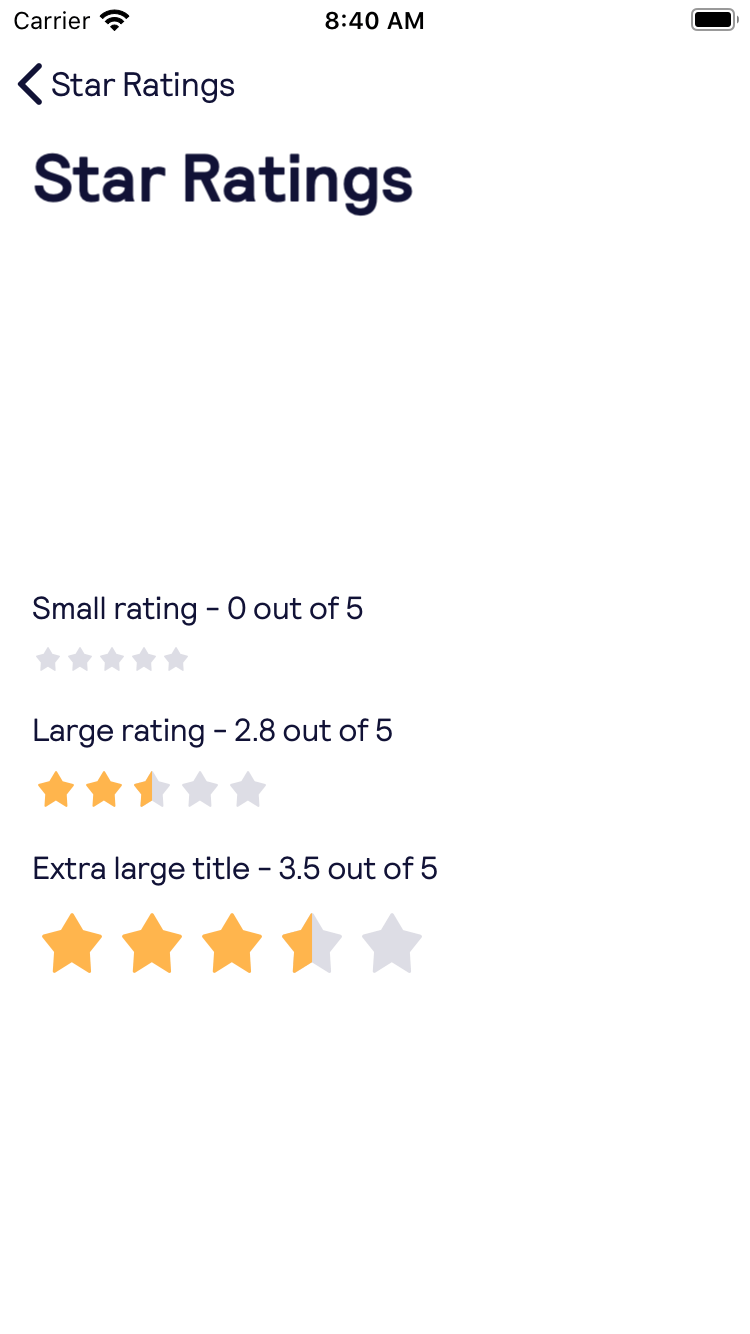 Carrier 8:40 AM
Star Ratings
Star Ratings
Small rating - 0 out of 5
Large rating - 2.8 out of 5
Extra large title - 3.5 out of 5